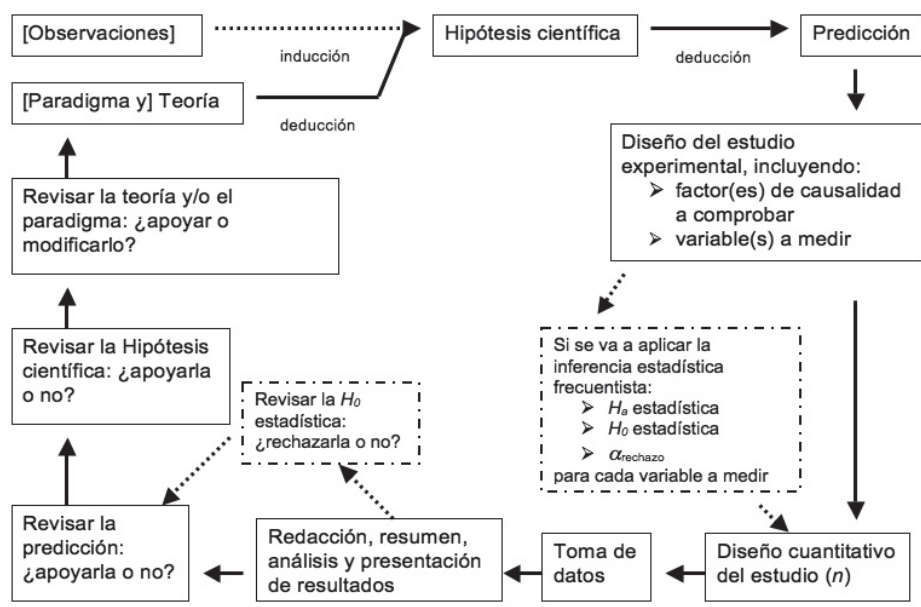 [Observaciones]
inducción
Hipótesis científica
deducción
Predicción
[Paradigma y] Teoría
deducción
Diseño del estudio
experimental, incluyendo:
➢ factor(es) de causalidad
a comprobar
➢ variable(s) a medir
Revisar la teoría y/o el
paradigma: ¿apoyar o
modificarlo?
Si se va a aplicar la
inferencia estadística
frecuentista:
➢ Ha estadística
➢ H0 estadística
➢ αrechazo
para cada variable a medir
Revisar la Hipótesis
científica: ¿apoyarla
o no?
Revisar la H0
estadística:
¿rechazarla o no?
Revisar la
predicción:
¿apoyarla o no?
Redacción, resumen,
análisis y presentación
de resultados
Toma de
datos
Diseño cuantitativo
del estudio (n)